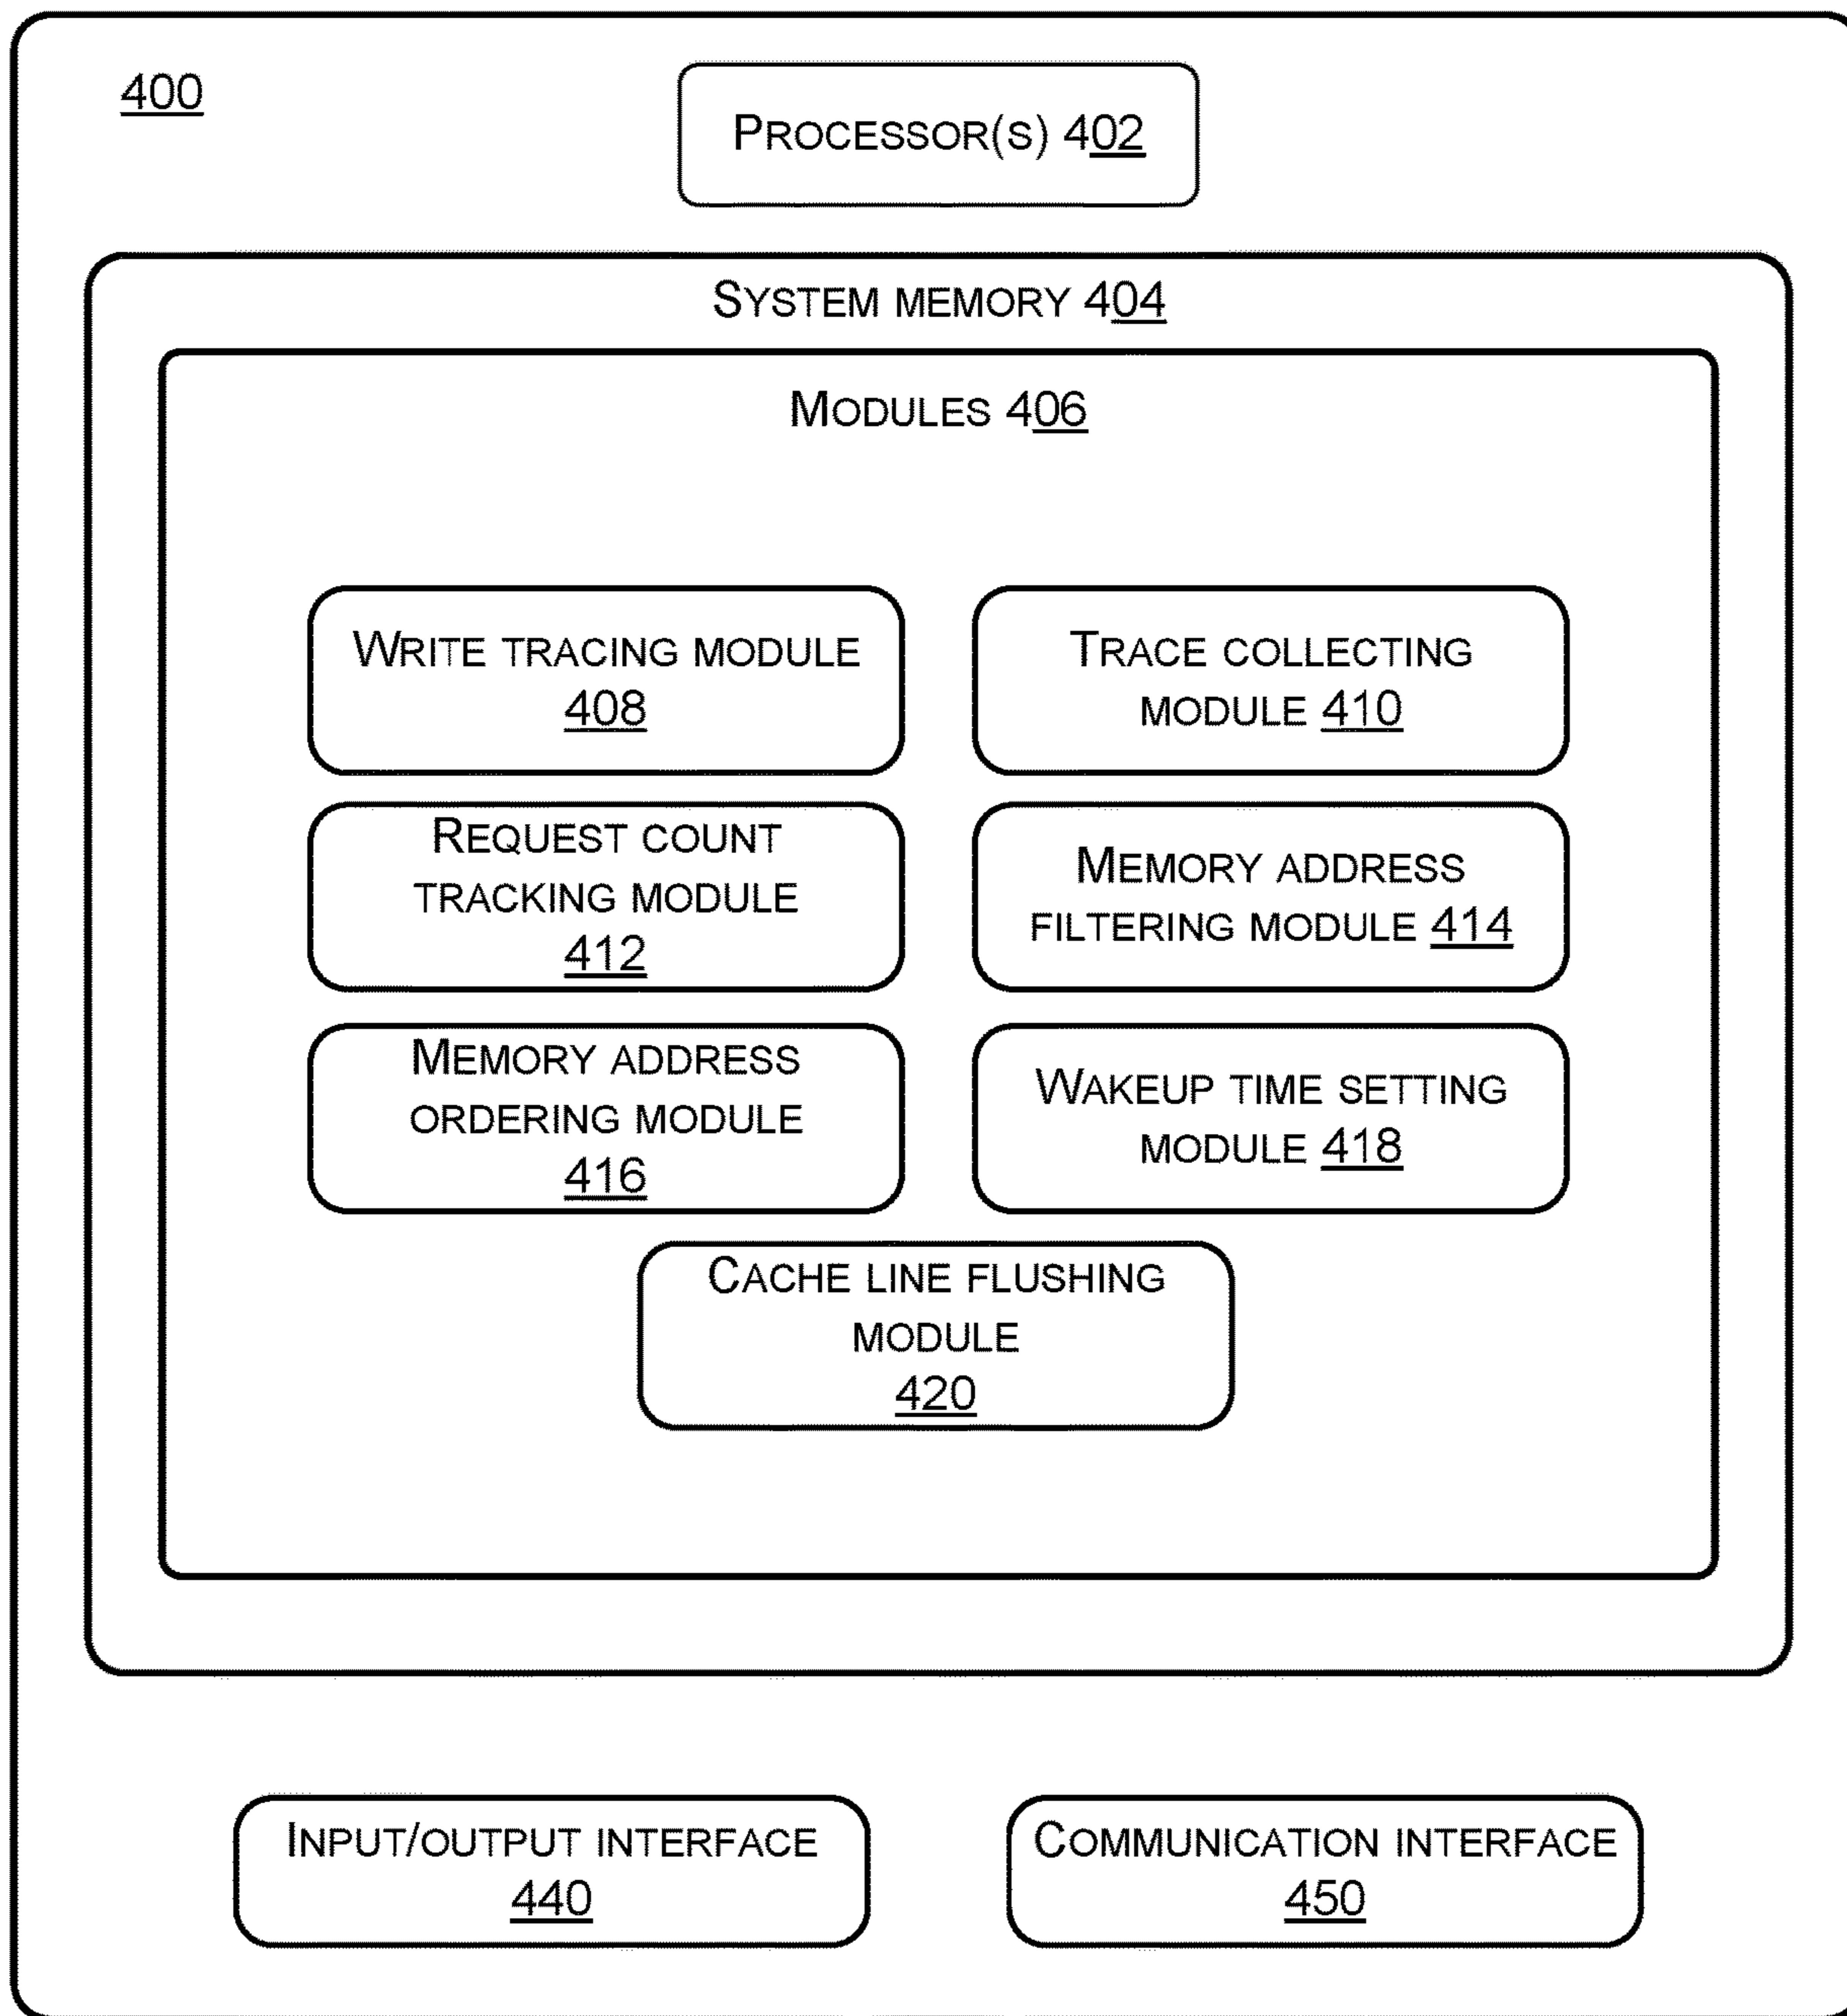 400
PROCESSOR(S) 402
SYSTEM MEMORY 404
MODULES 406
WRITE TRACING MODULE
408
TRACE COLLECTING
MODULE 410
REQUEST COUNT
TRACKING MODULE
412
MEMORY ADDRESS
FILTERING MODULE 414
MEMORY ADDRESS
ORDERING MODULE
416
WAKEUP TIME SETTING
MODULE 418
CACHE LINE FLUSHING
MODULE
420
INPUT/OUTPUT INTERFACE
440
COMMUNICATION INTERFACE
450